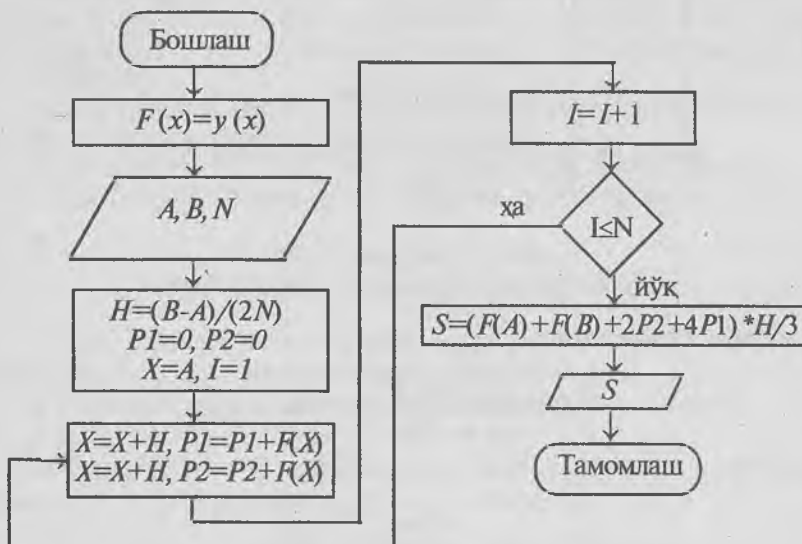 Бошлаш
F(x)=y(x)
A, B, N
H=(B-A)/(2N)
P1=0, P2=0
X=A, I=1
X=X+H, P1=P1+F(X)
X=X+H, P2=P2+F(X)
I=I+1
ҳа
I≤N
йўқ
S=(F(A)+F(B)+2P2+4P1)*H/3
S
Тамомлаш